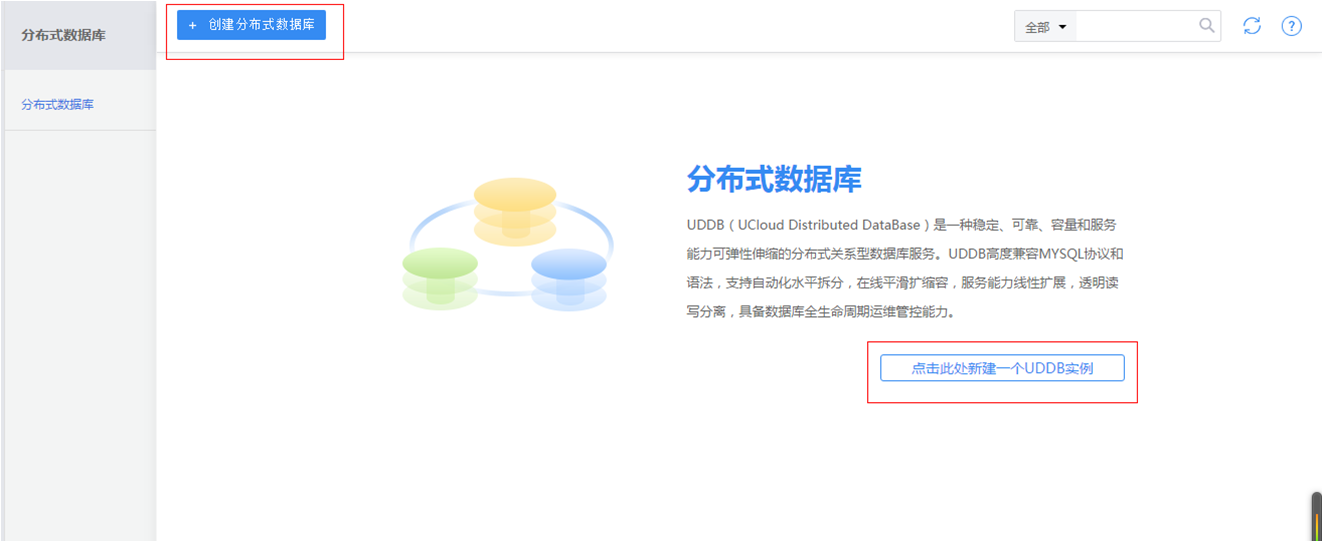 分布式数据库
+ 创建分布式数据库
全部
分布式数据库
分布式数据库
UDDB（UCloud Distributed DataBase）是一种稳定、可靠、容量和服务
能力可弹性伸缩的分布式关系型数据库服务。UDDB高度兼容MYSQL协议和
语法，支持自动化水平拆分，在线平滑扩缩容，服务能力线性扩展，透明读
写分离，具备数据库全生命周期运维管控能力。
点击此处新建一个UDDB实例